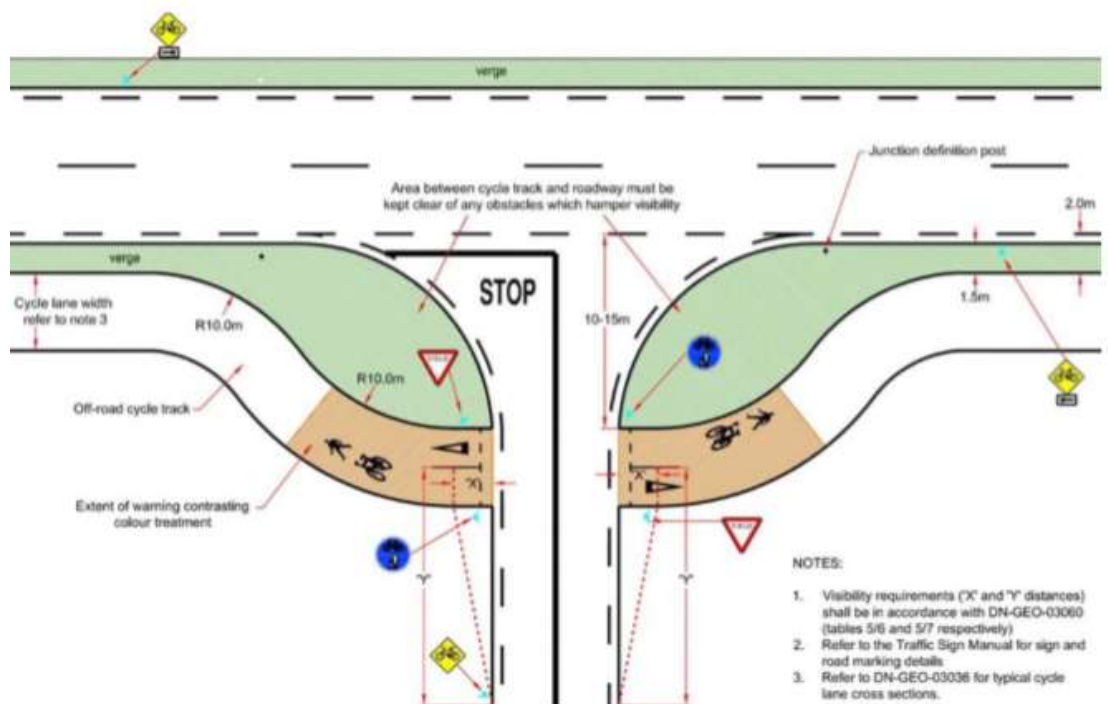 verge
Junction definition post
Area between cycle track and roadway must be
kept clear of any obstacles which hamper visibility
2.0m
verge
STOP
Cycle lane width
refer to note 3
R10.0m
10-15m
1.5m
R10.0m
Off-road cycle track
'X'
'X'
Extent of warning contrasting
colour treatment
'Y'
'Y'
NOTES:
1. Visibility requirements ('X' and 'Y' distances)
shall be in accordance with DN-GEO-03060
(tables 5/6 and 5/7 respectively)
2. Refer to the Traffic Sign Manual for sign and
road marking details
3. Refer to DN-GEO-03036 for typical cycle
lane cross sections.